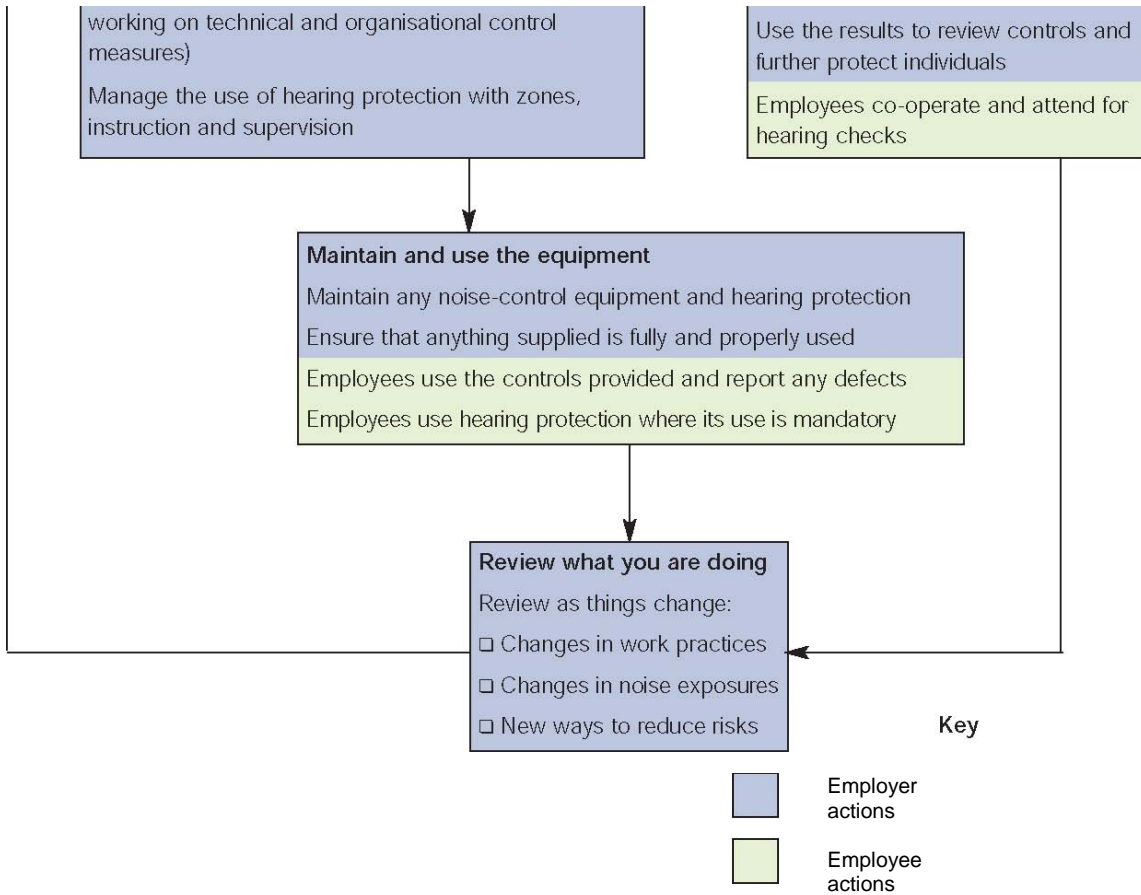 working on technical and organisational control
measures)
Manage the use of hearing protection with zones,
instruction and supervision
Use the results to review controls and
further protect individuals
Employees co-operate and attend for
hearing checks
Maintain and use the equipment
Maintain any noise-control equipment and hearing protection
Ensure that anything supplied is fully and properly used
Employees use the controls provided and report any defects
Employees use hearing protection where its use is mandatory
Review what you are doing
Review as things change:
❑ Changes in work practices
❑ Changes in noise exposures
❑ New ways to reduce risks
Key
Employer
actions
Employee
actions